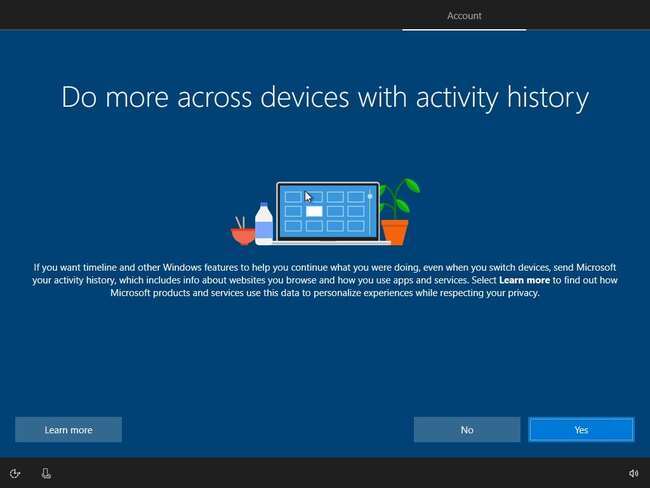 Account
Do more across devices with activity history
If you want timeline and other Windows features to help you continue what you were doing, even when you switch devices, send Microsoft
your activity history, which includes info about websites you browse and how you use apps and services. Select Learn more to find out how
Microsoft products and services use this data to personalize experiences while respecting your privacy.
Learn more
No
Yes